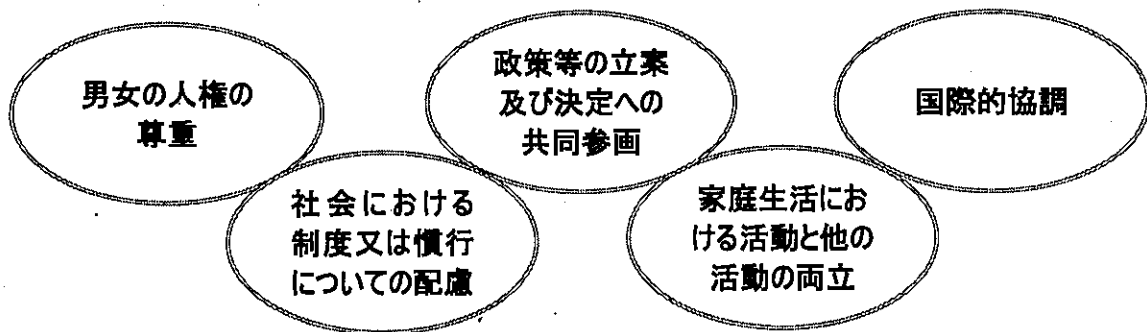 男女の人権の
尊重
社会における
制度又は慣行
についての配慮
政策等の立案
及び決定への
共同参画
家庭生活にお
ける活動と他の
活動の両立
国際的協調